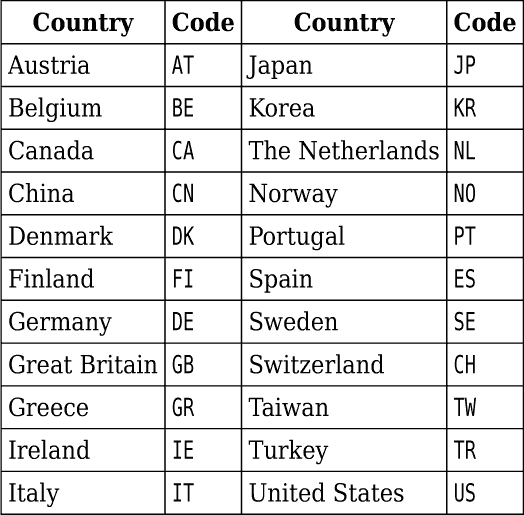 Country Code Country Code
Austria AT Japan JP
Belgium BE Korea KR
Canada CA The Netherlands NL
China CN Norway NO
Denmark DK Portugal PT
Finland FI Spain ES
Germany DE Sweden SE
Great Britain GB Switzerland CH
Greece GR Taiwan TW
Ireland IE Turkey TR
Italy IT United States US